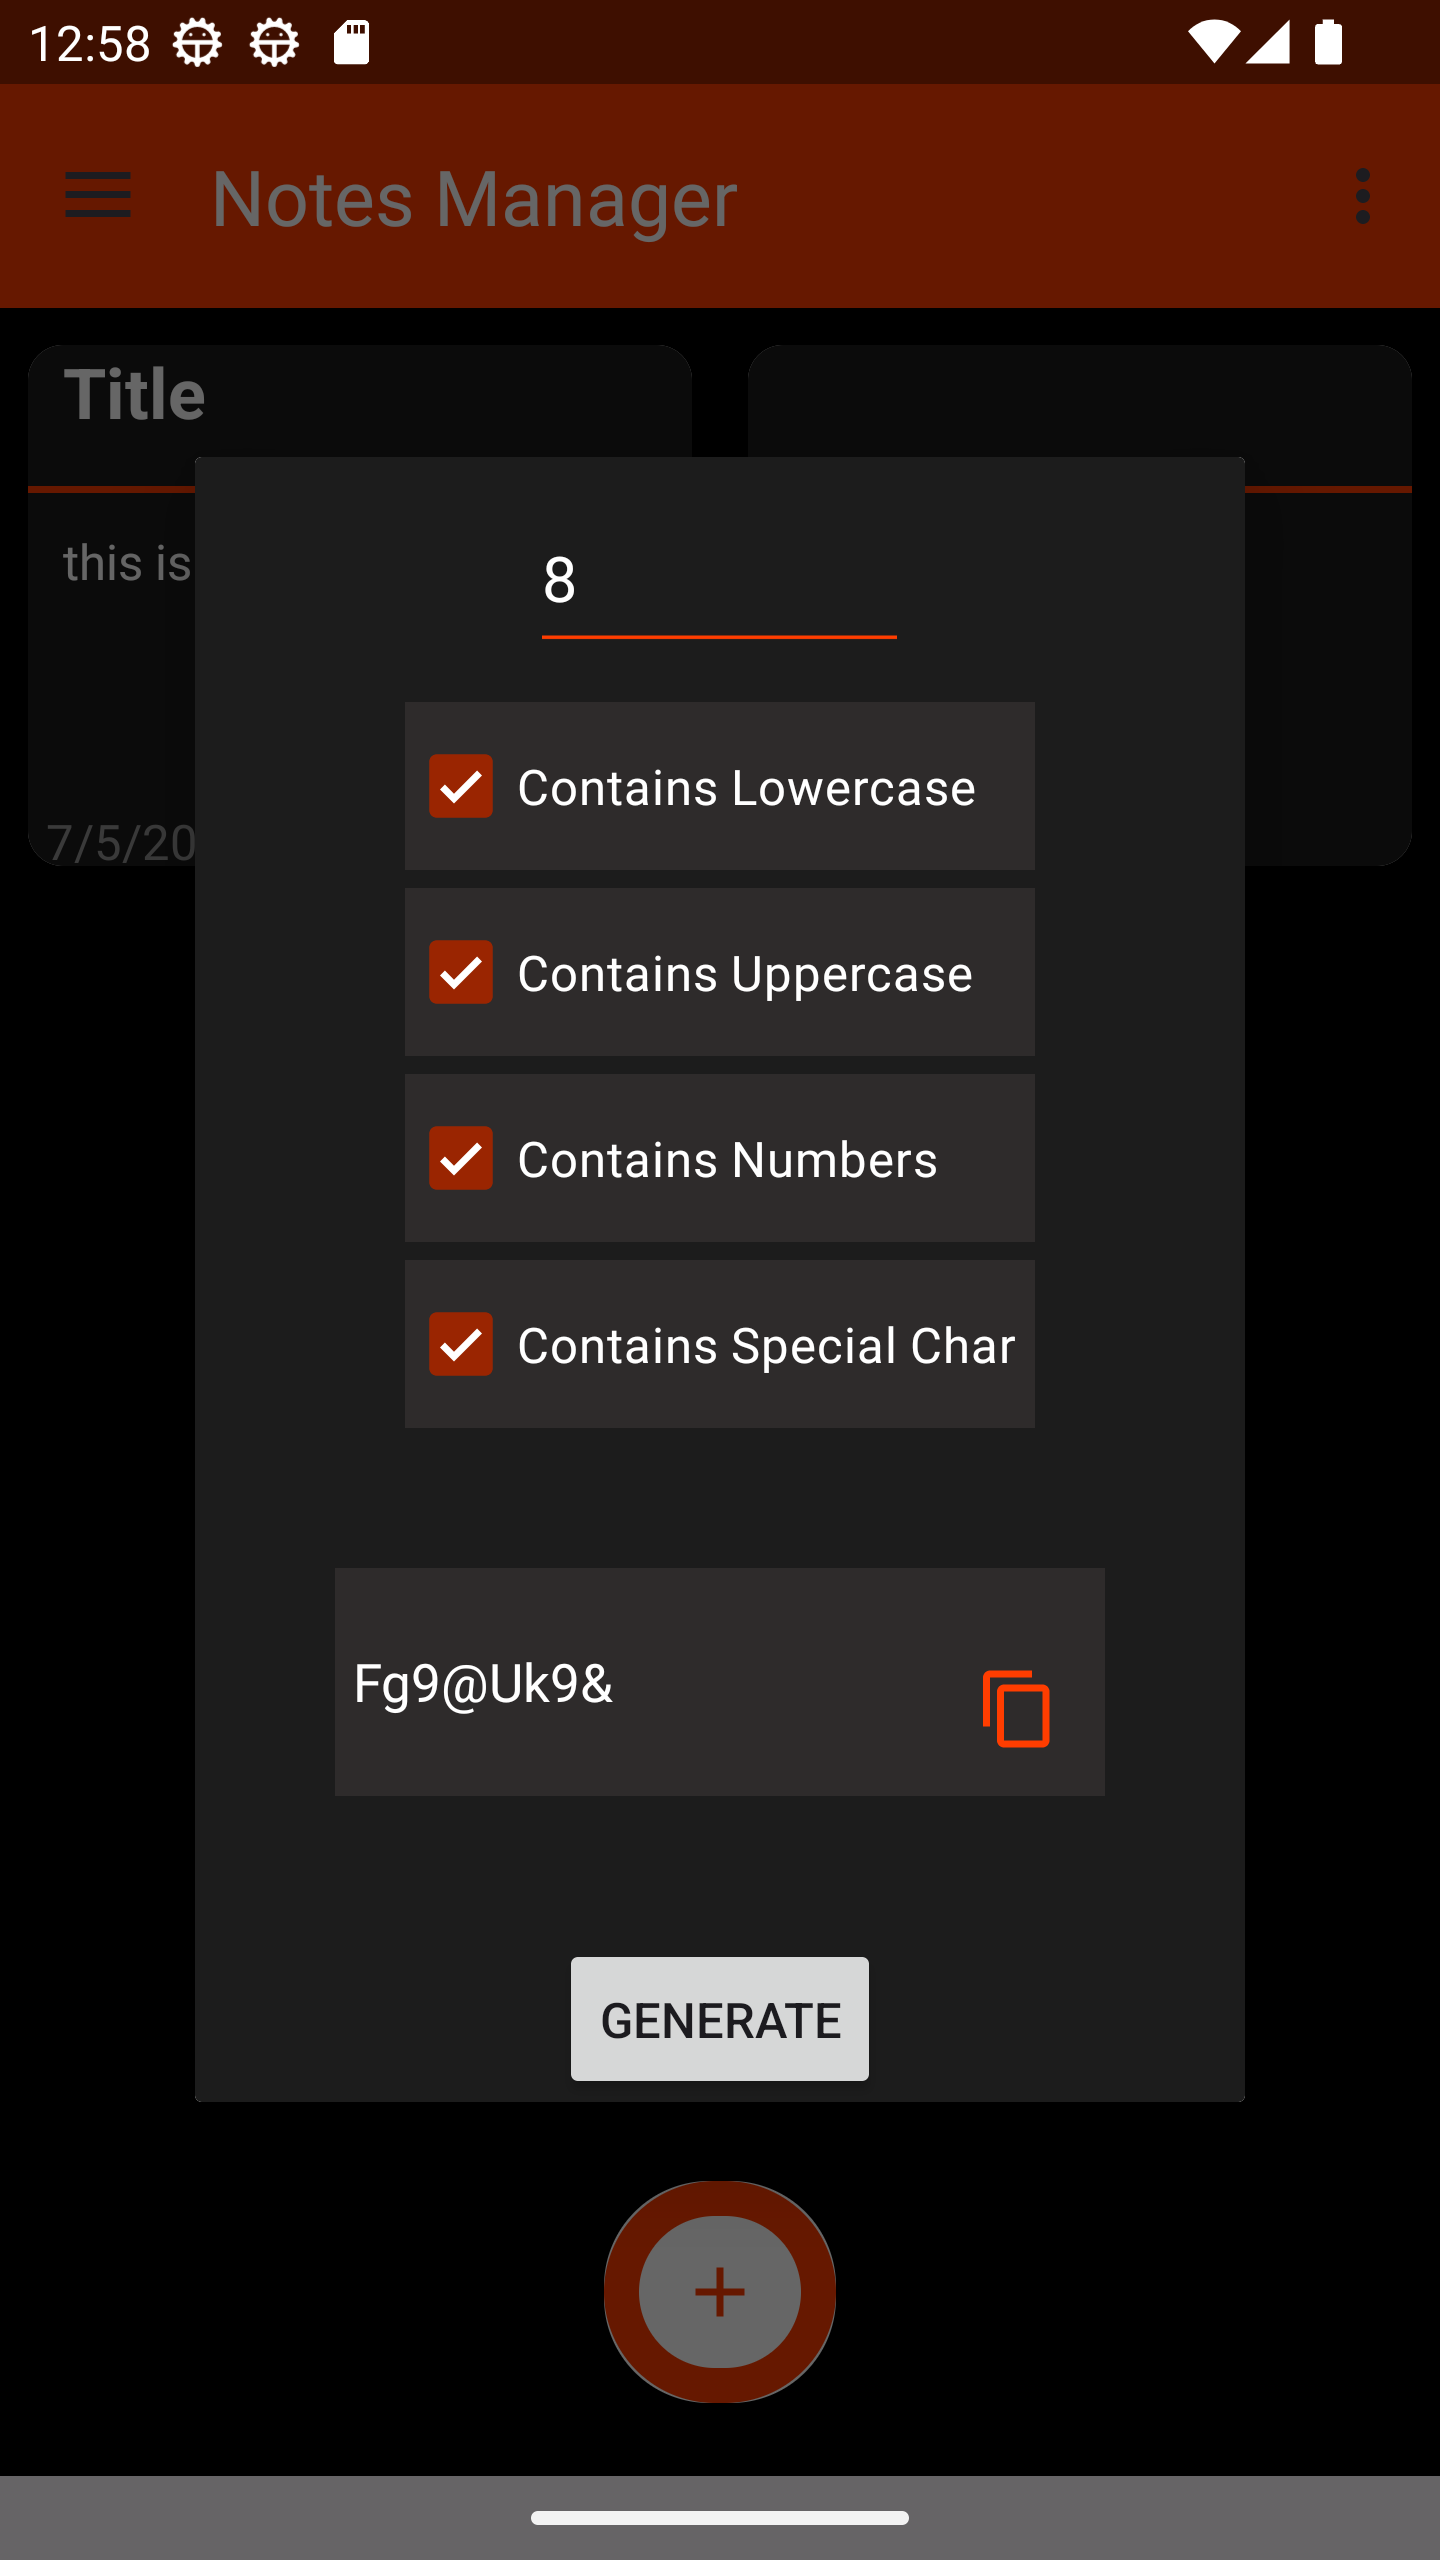 12:58
Notes Manager
Title
this is
7/5/20
8
Contains Lowercase
Contains Uppercase
Contains Numbers
Contains Special Char
Fg9@Uk9&
GENERATE